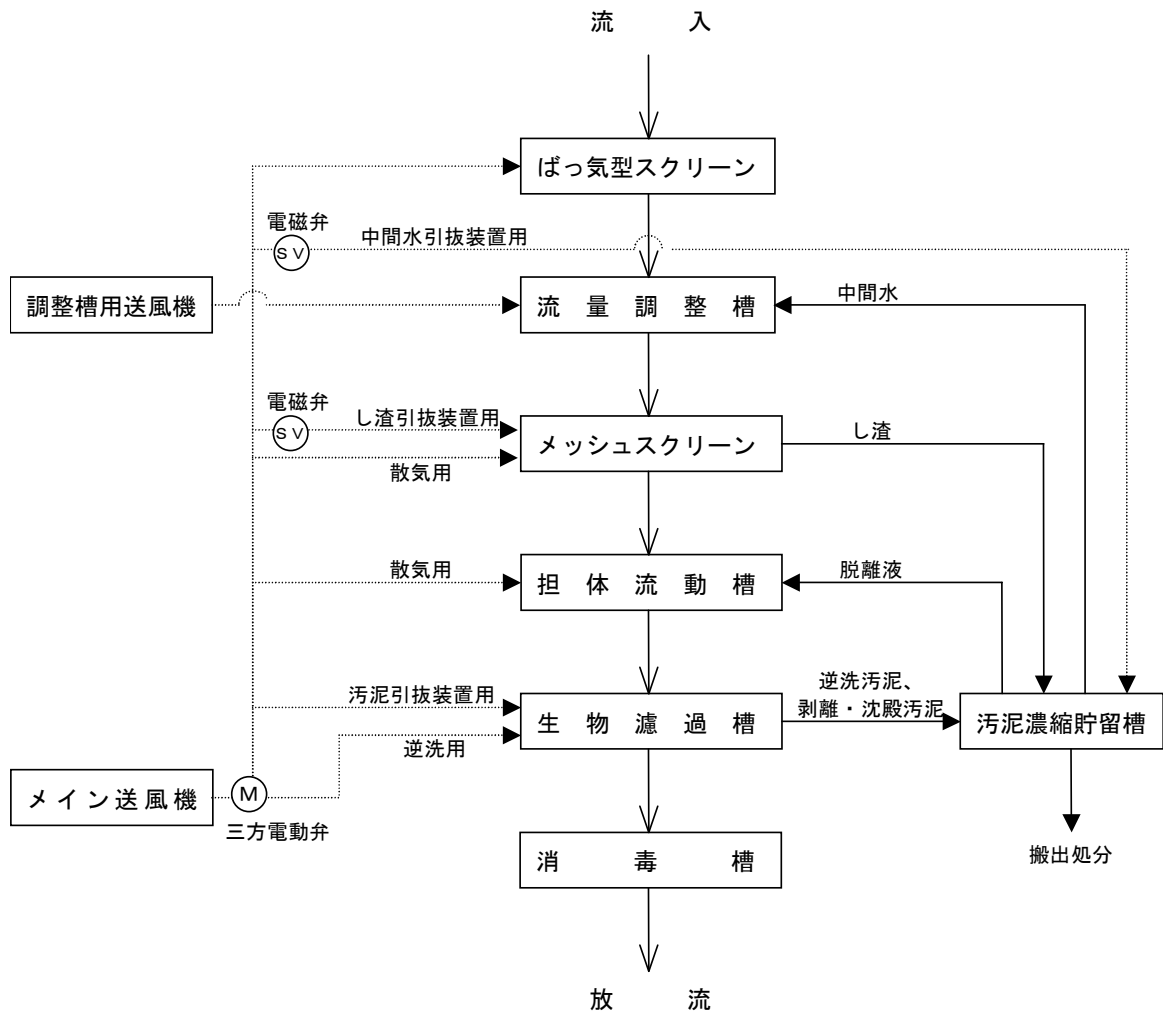 流　入
ばっ気型スクリーン
電磁弁
SV
中間水引抜装置用
調整槽用送風機
流量調整槽
中間水
電磁弁
SV
し渣引抜装置用
メッシュスクリーン
し渣
散気用
散気用
担体流動槽
脱離液
汚泥引抜装置用
生物濾過槽
逆洗汚泥、
剥離・沈殿汚泥
汚泥濃縮貯留槽
逆洗用
メイン送風機
M
三方電動弁
消毒槽
搬出処分
放　流